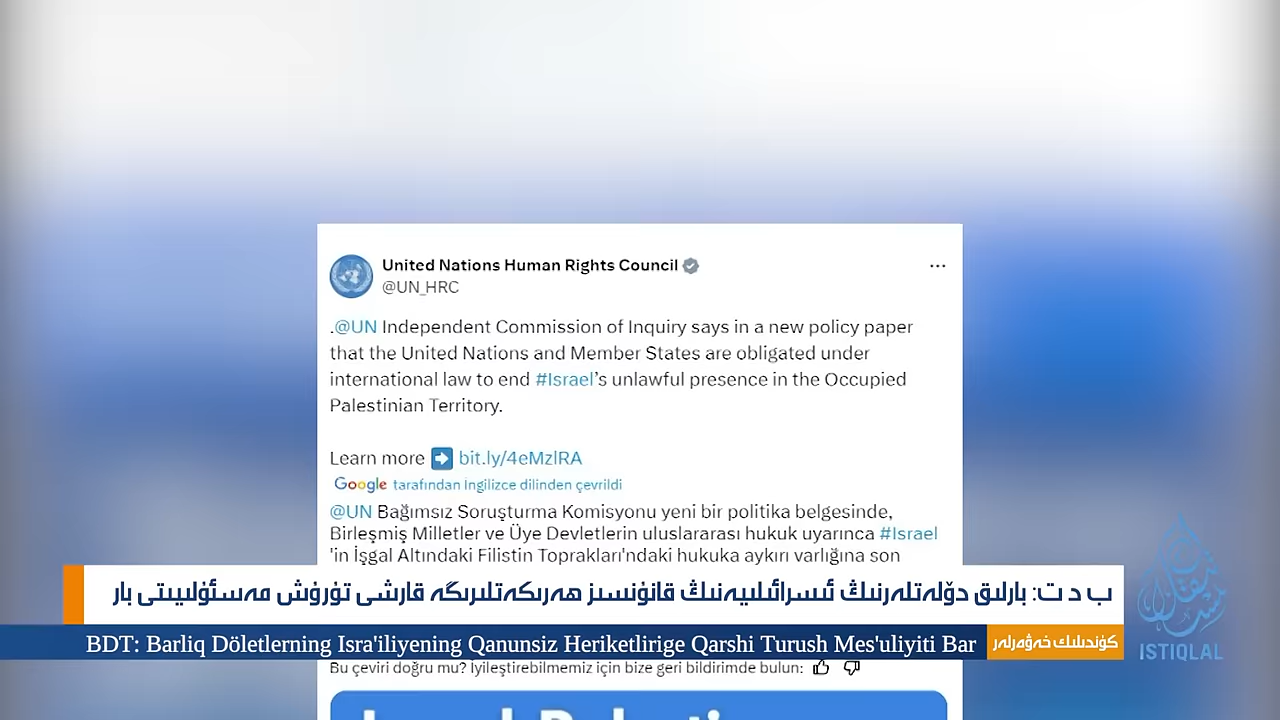 United Nations Human Rights Council
@UN_HRC
.@UN Independent Commission of Inquiry says in a new policy paper
that the United Nations and Member States are obligated under
international law to end #Israel’s unlawful presence in the Occupied
Palestinian Territory.
Learn more ➡ bit.ly/4eMzlRA
Google tarafından İngilizce dilinden çevrildi
@UN Bağımsız Soruşturma Komisyonu yeni bir politika belgesinde,
Birleşmiş Milletler ve Üye Devletlerin uluslararası hukuk uyarınca #Israel
'in İşgal Altındaki Filistin Toprakları'ndaki hukuka aykırı varlığına son
ب د ت: بارلىق دۆلەتلەرنىڭ ئىسرائىلىيەنىڭ قانۇنسىز ھەرىكەتلىرىگە قارشى تۇرۇش مەسئۇلىيىتى بار
BDT: Barliq Döletlerning Isra'iliyening Qanunsiz Heriketlirige Qarshi Turush Mes'uliyiti Bar
كۈندىلىك خەۋەرلەر
ISTIQLAL
Bu çeviri doğru mu? İyileştirebilmemiz için bize geri bildirimde bulun: